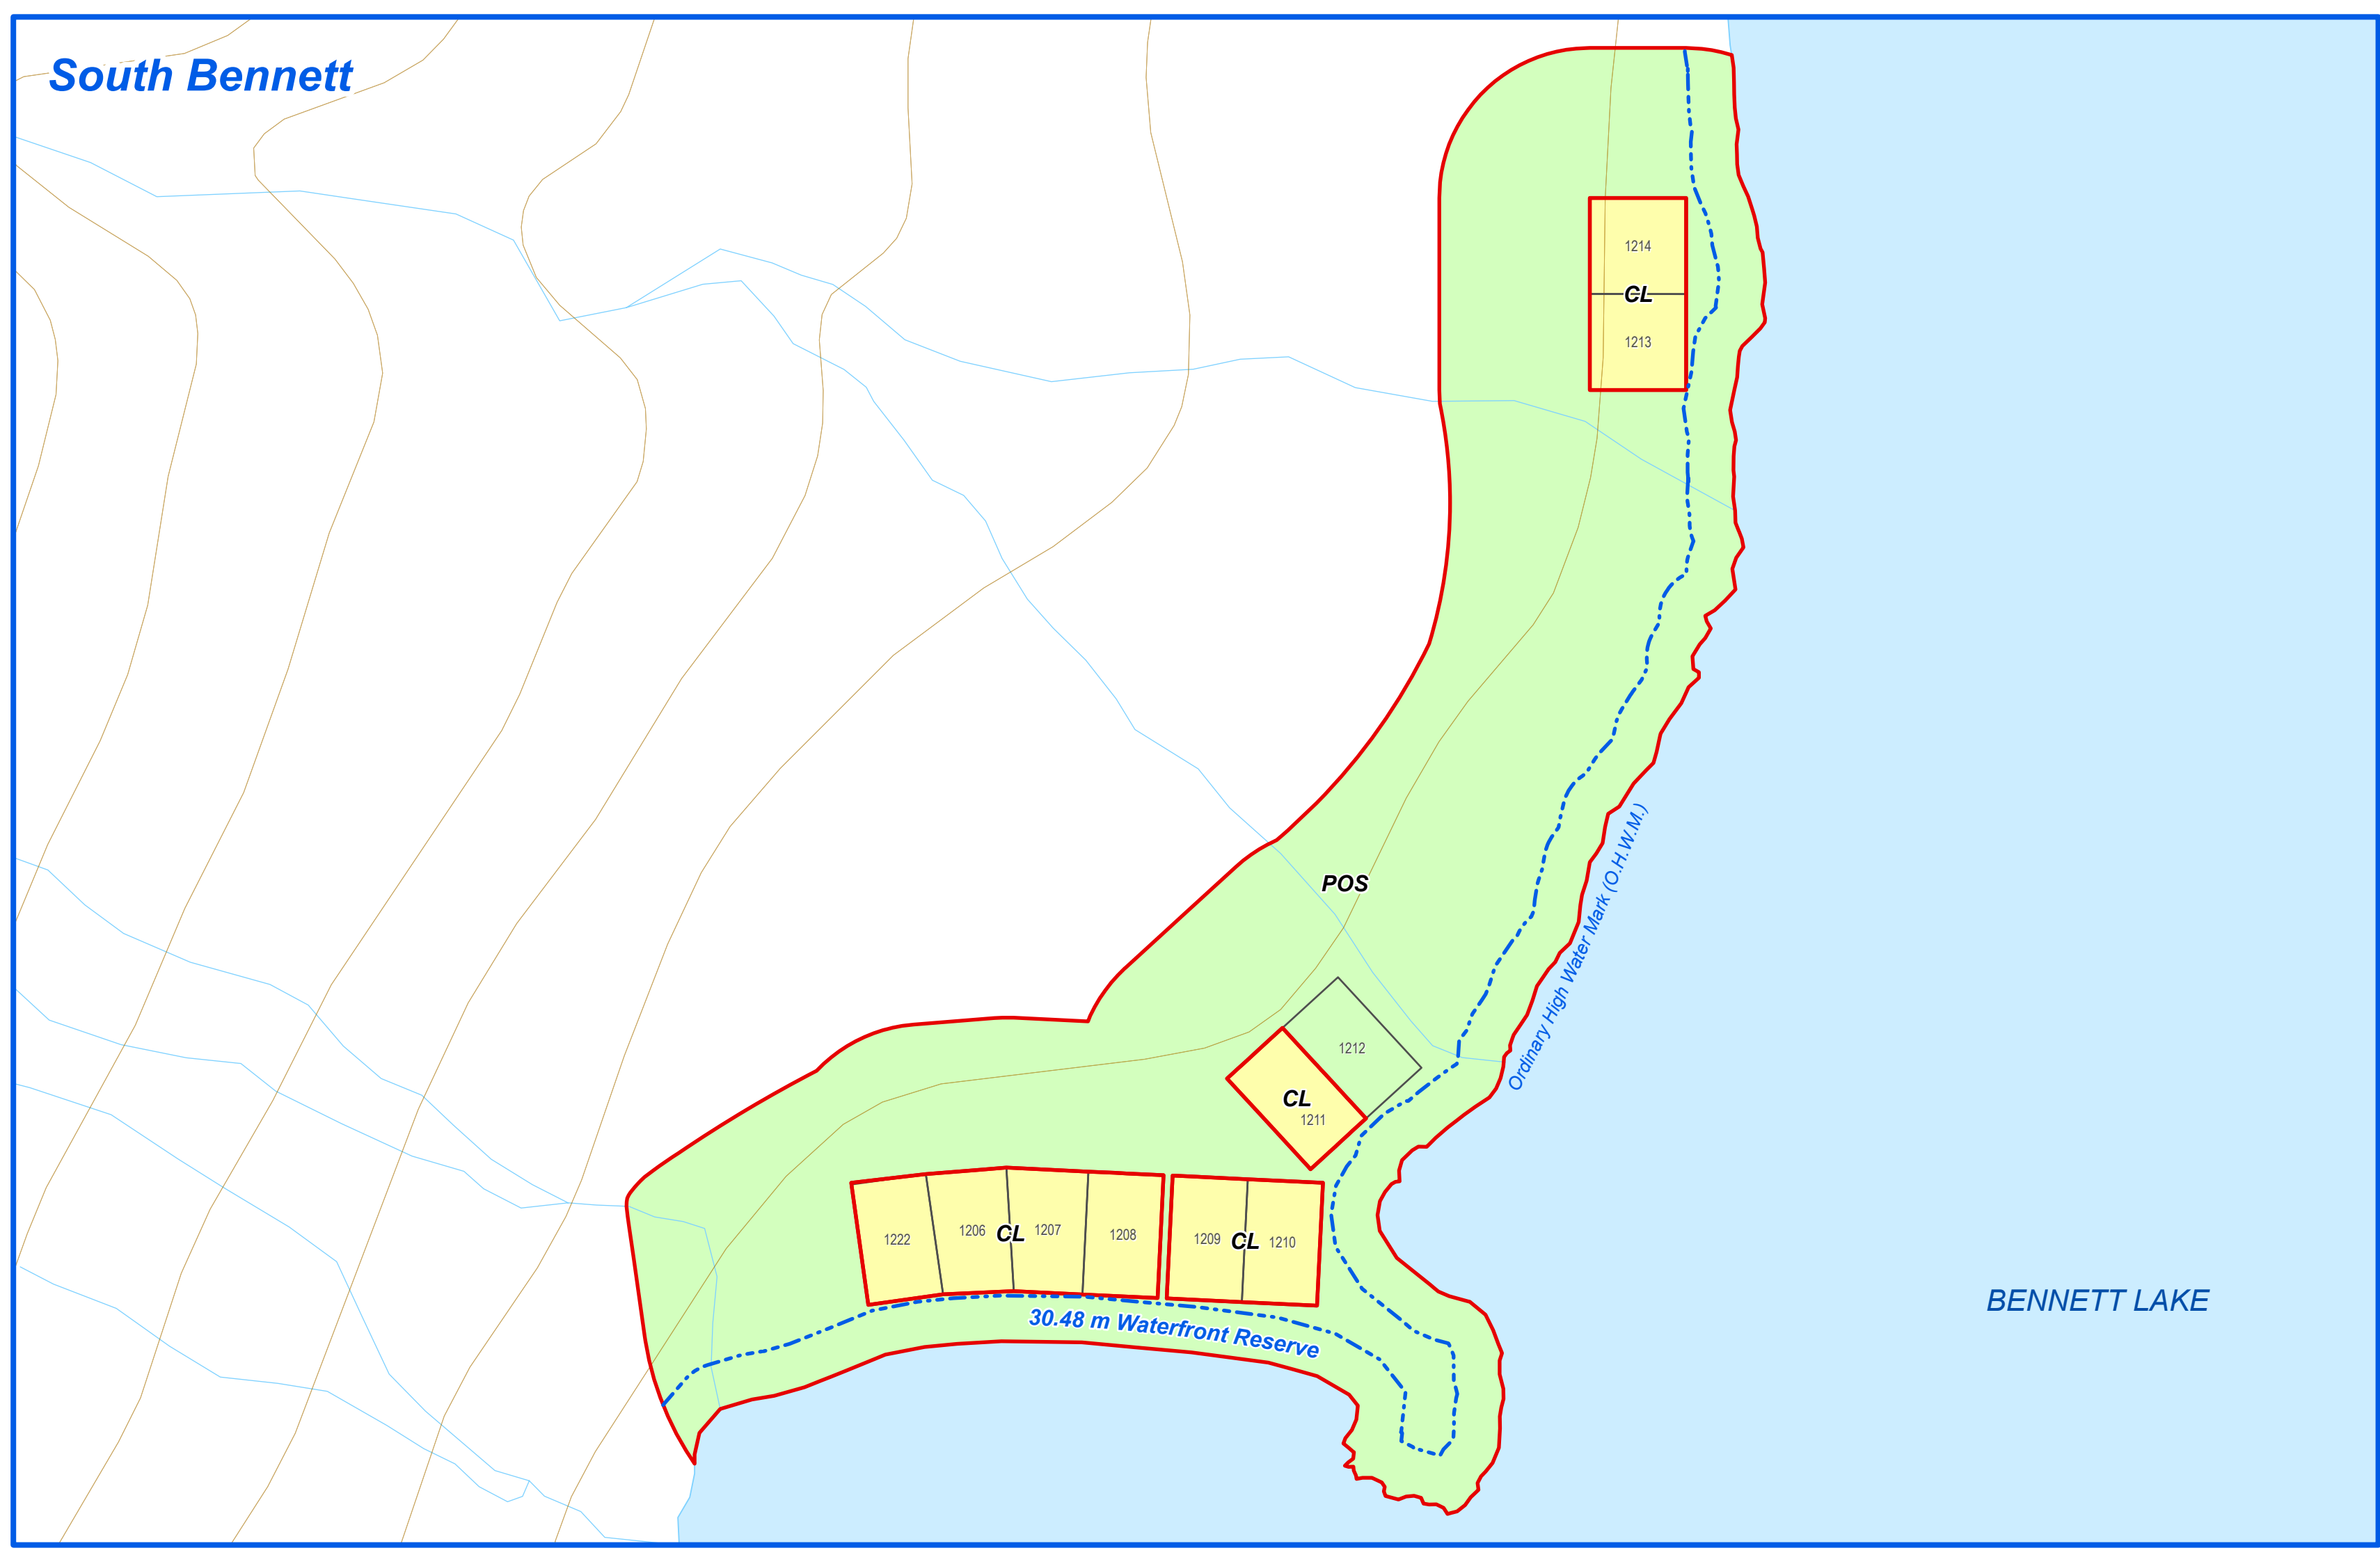 South Bennett
1214
CL
1213
POS
Ordinary High Water Mark (O.H.W.M.)
1212
CL
1211
1222
1206
CL
1207
1208
1209
CL
1210
30.48 m Waterfront Reserve
BENNETT LAKE